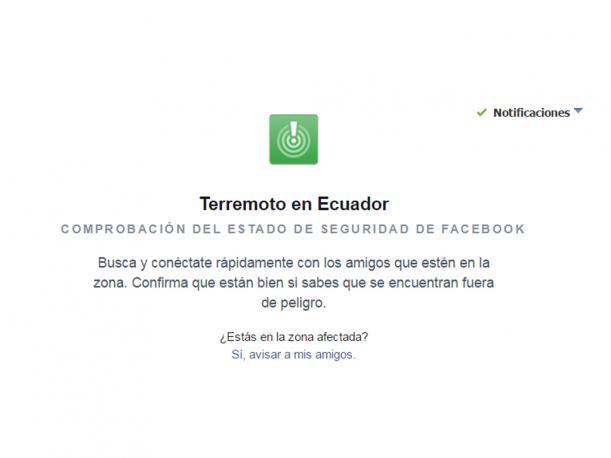 Notificaciones
Terremoto en Ecuador
COMPROBACIÓN DEL ESTADO DE SEGURIDAD DE FACEBOOK
Busca y conéctate rápidamente con los amigos que estén en la
zona. Confirma que están bien si sabes que se encuentran fuera
de peligro.
¿Estás en la zona afectada?
Sí, avisar a mis amigos.